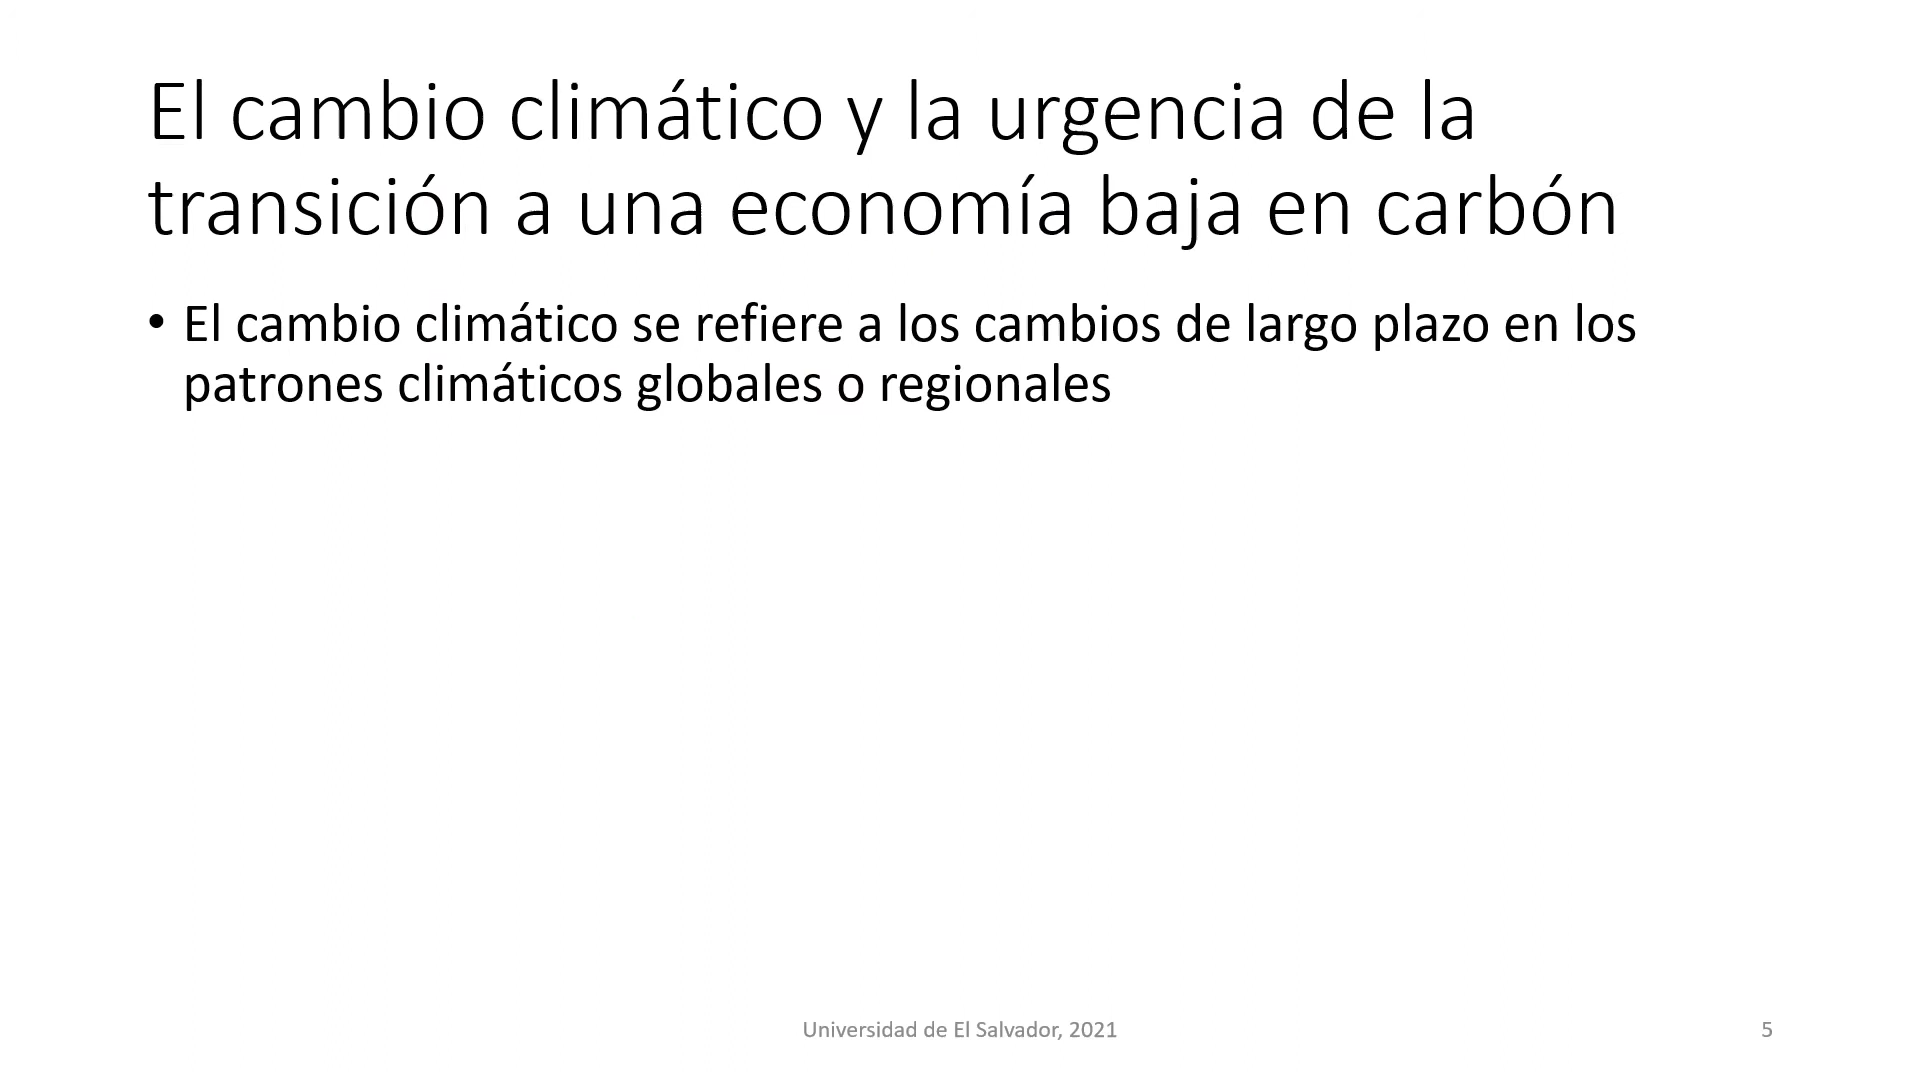 El cambio climático y la urgencia de la
transición a una economía baja en carbón
• El cambio climático se refiere a los cambios de largo plazo en los
patrones climáticos globales o regionales
Universidad de El Salvador, 2021
5